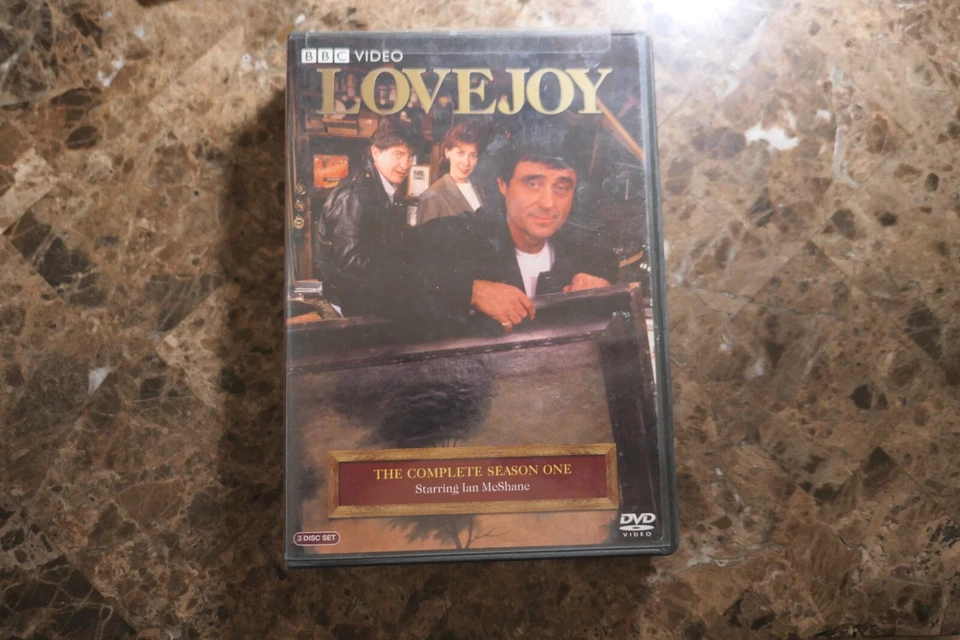 BBC VIDEO
LOVEJOY
THE COMPLETE SEASON ONE
Starring Ian McShane
3 DISC SET
DVD
VIDEO